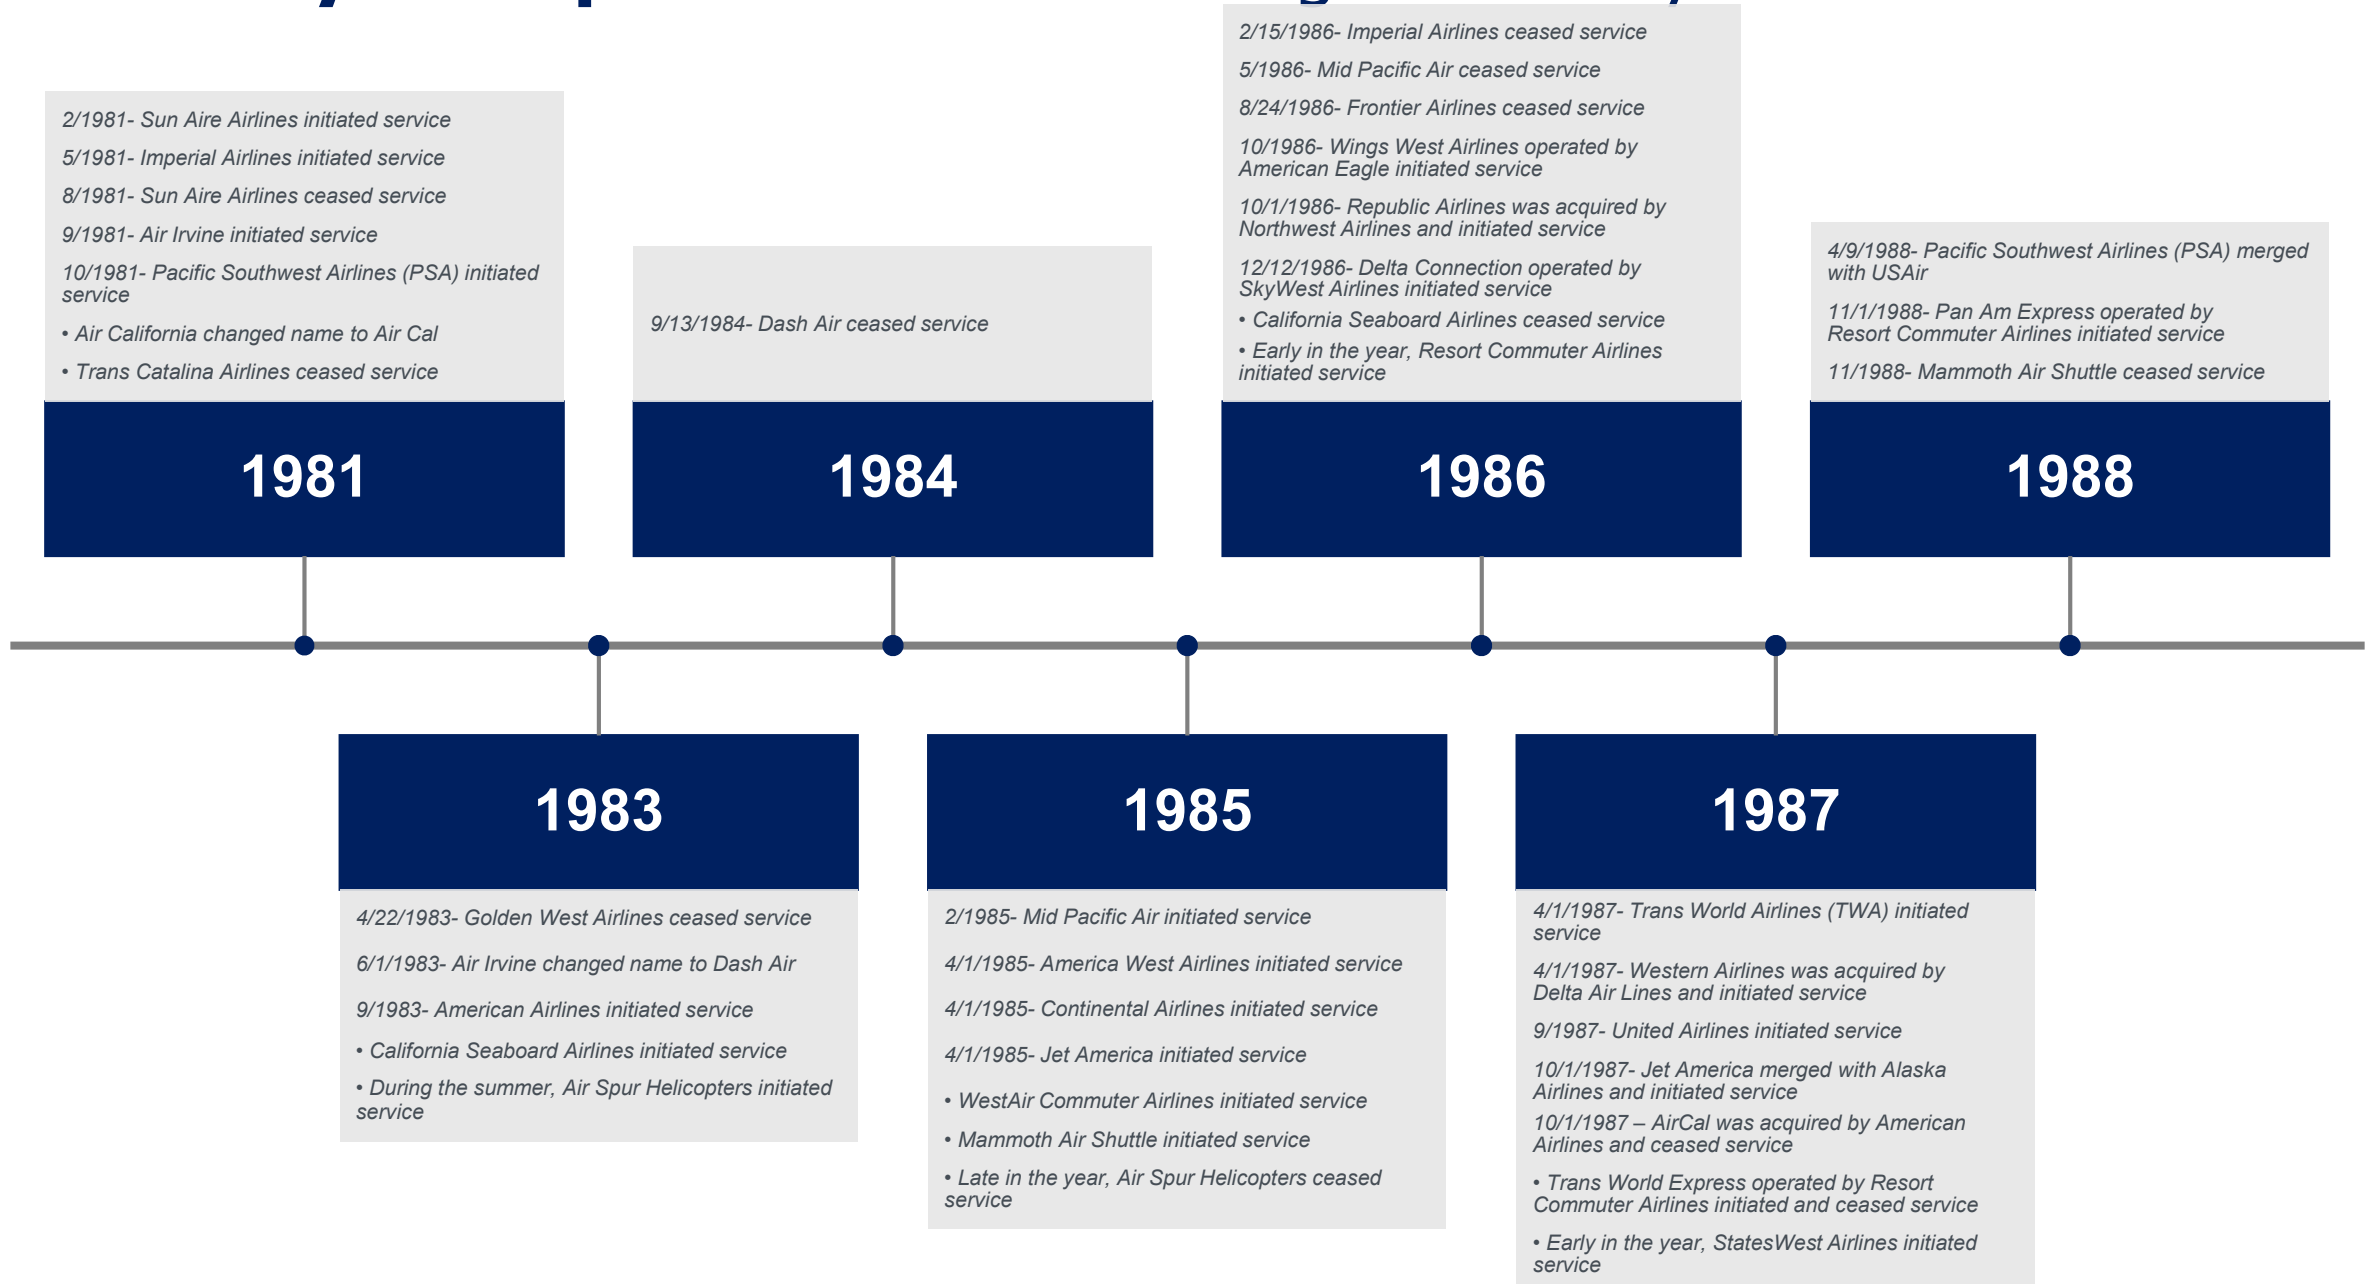 2/1981- Sun Aire Airlines initiated service
5/1981- Imperial Airlines initiated service
8/1981- Sun Aire Airlines ceased service
9/1981- Air Irvine initiated service
10/1981- Pacific Southwest Airlines (PSA) initiated
service
• Air California changed name to Air Cal
• Trans Catalina Airlines ceased service
1981
9/13/1984- Dash Air ceased service
1984
2/15/1986- Imperial Airlines ceased service
5/1986- Mid Pacific Air ceased service
8/24/1986- Frontier Airlines ceased service
10/1986- Wings West Airlines operated by
American Eagle initiated service
10/1/1986- Republic Airlines was acquired by
Northwest Airlines and initiated service
12/12/1986- Delta Connection operated by
SkyWest Airlines initiated service
• California Seaboard Airlines ceased service
• Early in the year, Resort Commuter Airlines
initiated service
1986
4/9/1988- Pacific Southwest Airlines (PSA) merged
with USAir
11/1/1988- Pan Am Express operated by
Resort Commuter Airlines initiated service
11/1988- Mammoth Air Shuttle ceased service
1988
1983
4/22/1983- Golden West Airlines ceased service
6/1/1983- Air Irvine changed name to Dash Air
9/1983- American Airlines initiated service
• California Seaboard Airlines initiated service
• During the summer, Air Spur Helicopters initiated
service
1985
2/1985- Mid Pacific Air initiated service
4/1/1985- America West Airlines initiated service
4/1/1985- Continental Airlines initiated service
4/1/1985- Jet America initiated service
• WestAir Commuter Airlines initiated service
• Mammoth Air Shuttle initiated service
• Late in the year, Air Spur Helicopters ceased
service
1987
4/1/1987- Trans World Airlines (TWA) initiated
service
4/1/1987- Western Airlines was acquired by
Delta Air Lines and initiated service
9/1987- United Airlines initiated service
10/1/1987- Jet America merged with Alaska
Airlines and initiated service
10/1/1987 – AirCal was acquired by American
Airlines and ceased service
• Trans World Express operated by Resort
Commuter Airlines initiated and ceased service
• Early in the year, StatesWest Airlines initiated
service